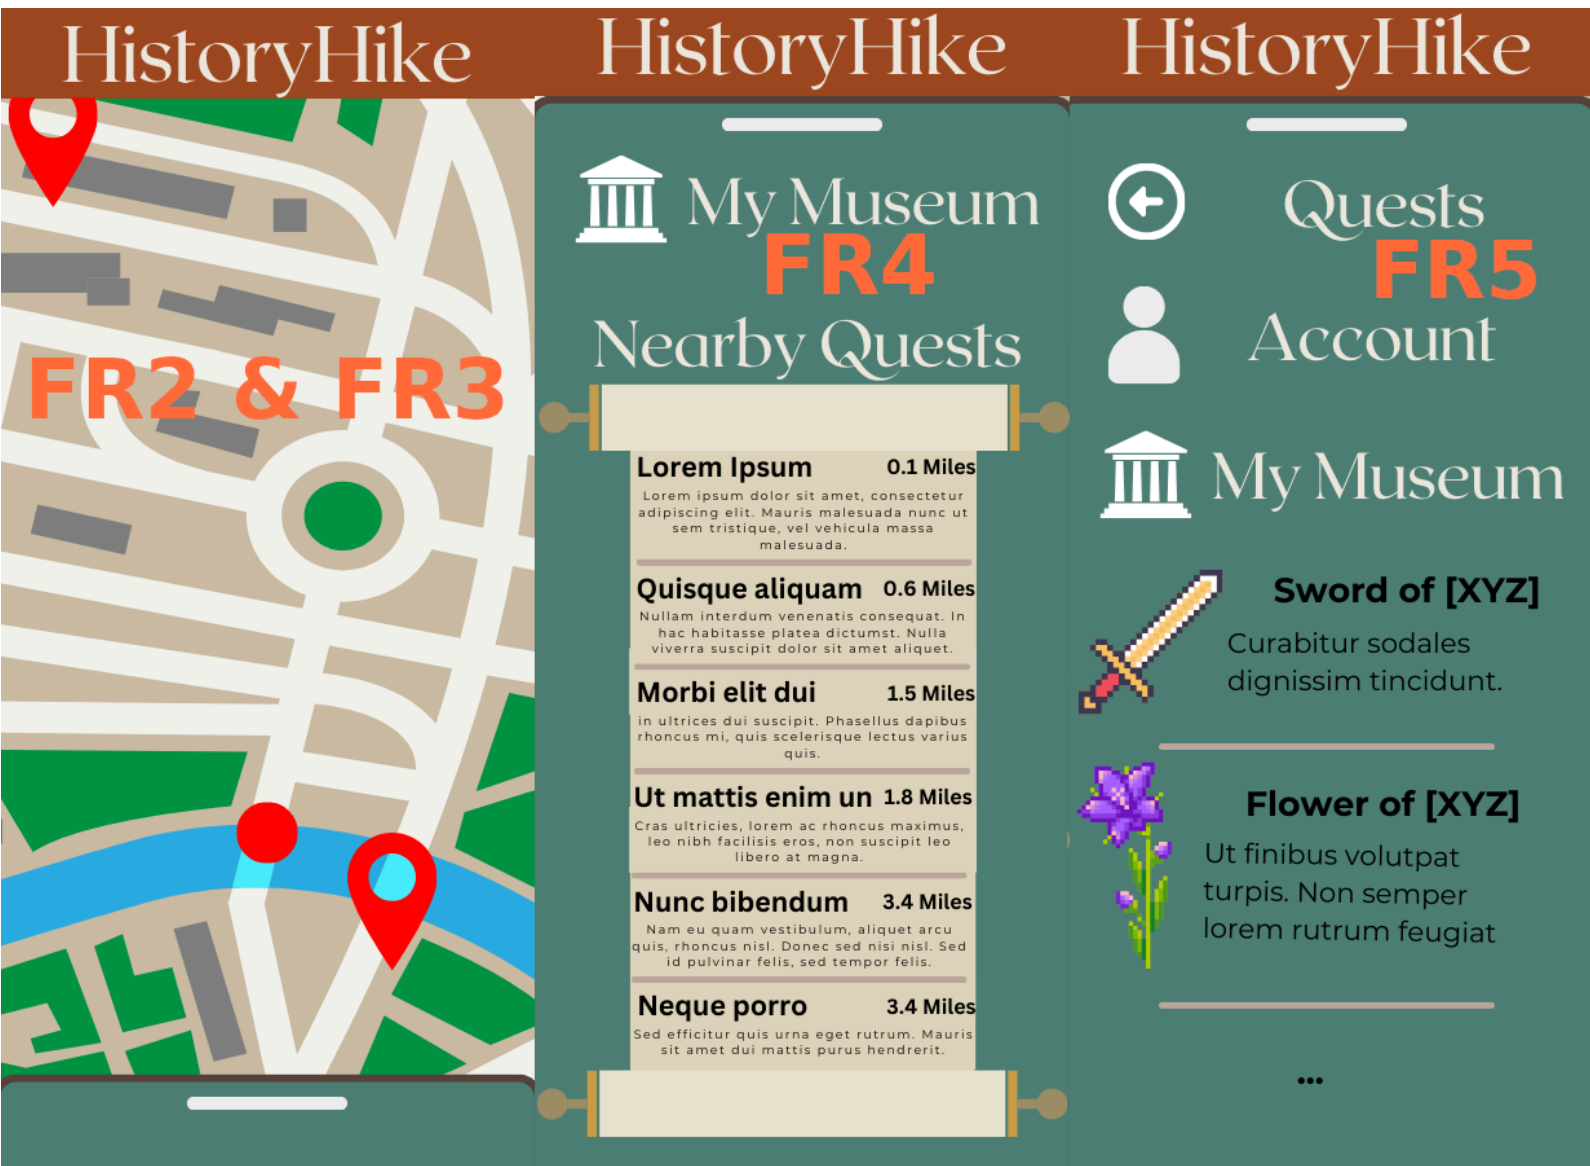 HistoryHike
FR2 & FR3
HistoryHike
My Museum
FR4
Nearby Quests
Lorem Ipsum 0.1 Miles
Lorem ipsum dolor sit amet, consectetur
adipiscing elit. Mauris malesuada nunc ut
sem tristique, vel vehicula massa
malesuada.
Quisque aliquam 0.6 Miles
Nullam interdum venenatis consequat. In
hac habitasse platea dictumst. Nulla
viverra suscipit dolor sit amet aliquet.
Morbi elit dui 1.5 Miles
in ultrices dui suscipit. Phasellus dapibus
rhoncus mi, quis scelerisque lectus varius
quis.
Ut mattis enim un 1.8 Miles
Cras ultricies, lorem ac rhoncus maximus,
leo nibh facilisis eros, non suscipit leo
libero at magna.
Nunc bibendum 3.4 Miles
Nam eu quam vestibulum, aliquet arcu
quis, rhoncus nisl. Donec sed nisi nisl. Sed
id pulvinar felis, sed tempor felis.
Neque porro 3.4 Miles
Sed efficitur quis urna eget rutrum. Mauris
sit amet dui mattis purus hendrerit.
HistoryHike
Quests
FR5
Account
My Museum
Sword of [XYZ]
Curabitur sodales
dignissim tincidunt.
Flower of [XYZ]
Ut finibus volutpat
turpis. Non semper
lorem rutrum feugiat
...